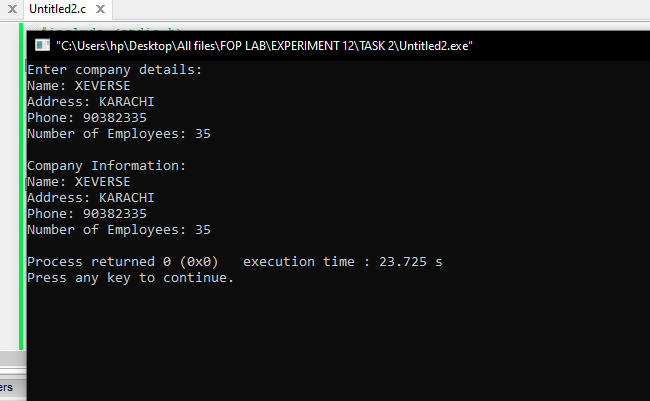 Untitled2.c
#include <stdio.h>
"C:\Users\hp\Desktop\All files\FOP LAB\EXPERIMENT 12\TASK 2\Untitled2.exe"
Enter company details:
Name: XEVERSE
Address: KARACHI
Phone: 90382335
Number of Employees: 35
Company Information:
Name: XEVERSE
Address: KARACHI
Phone: 90382335
Number of Employees: 35
Process returned 0 (0x0)   execution time : 23.725 s
Press any key to continue.
ers